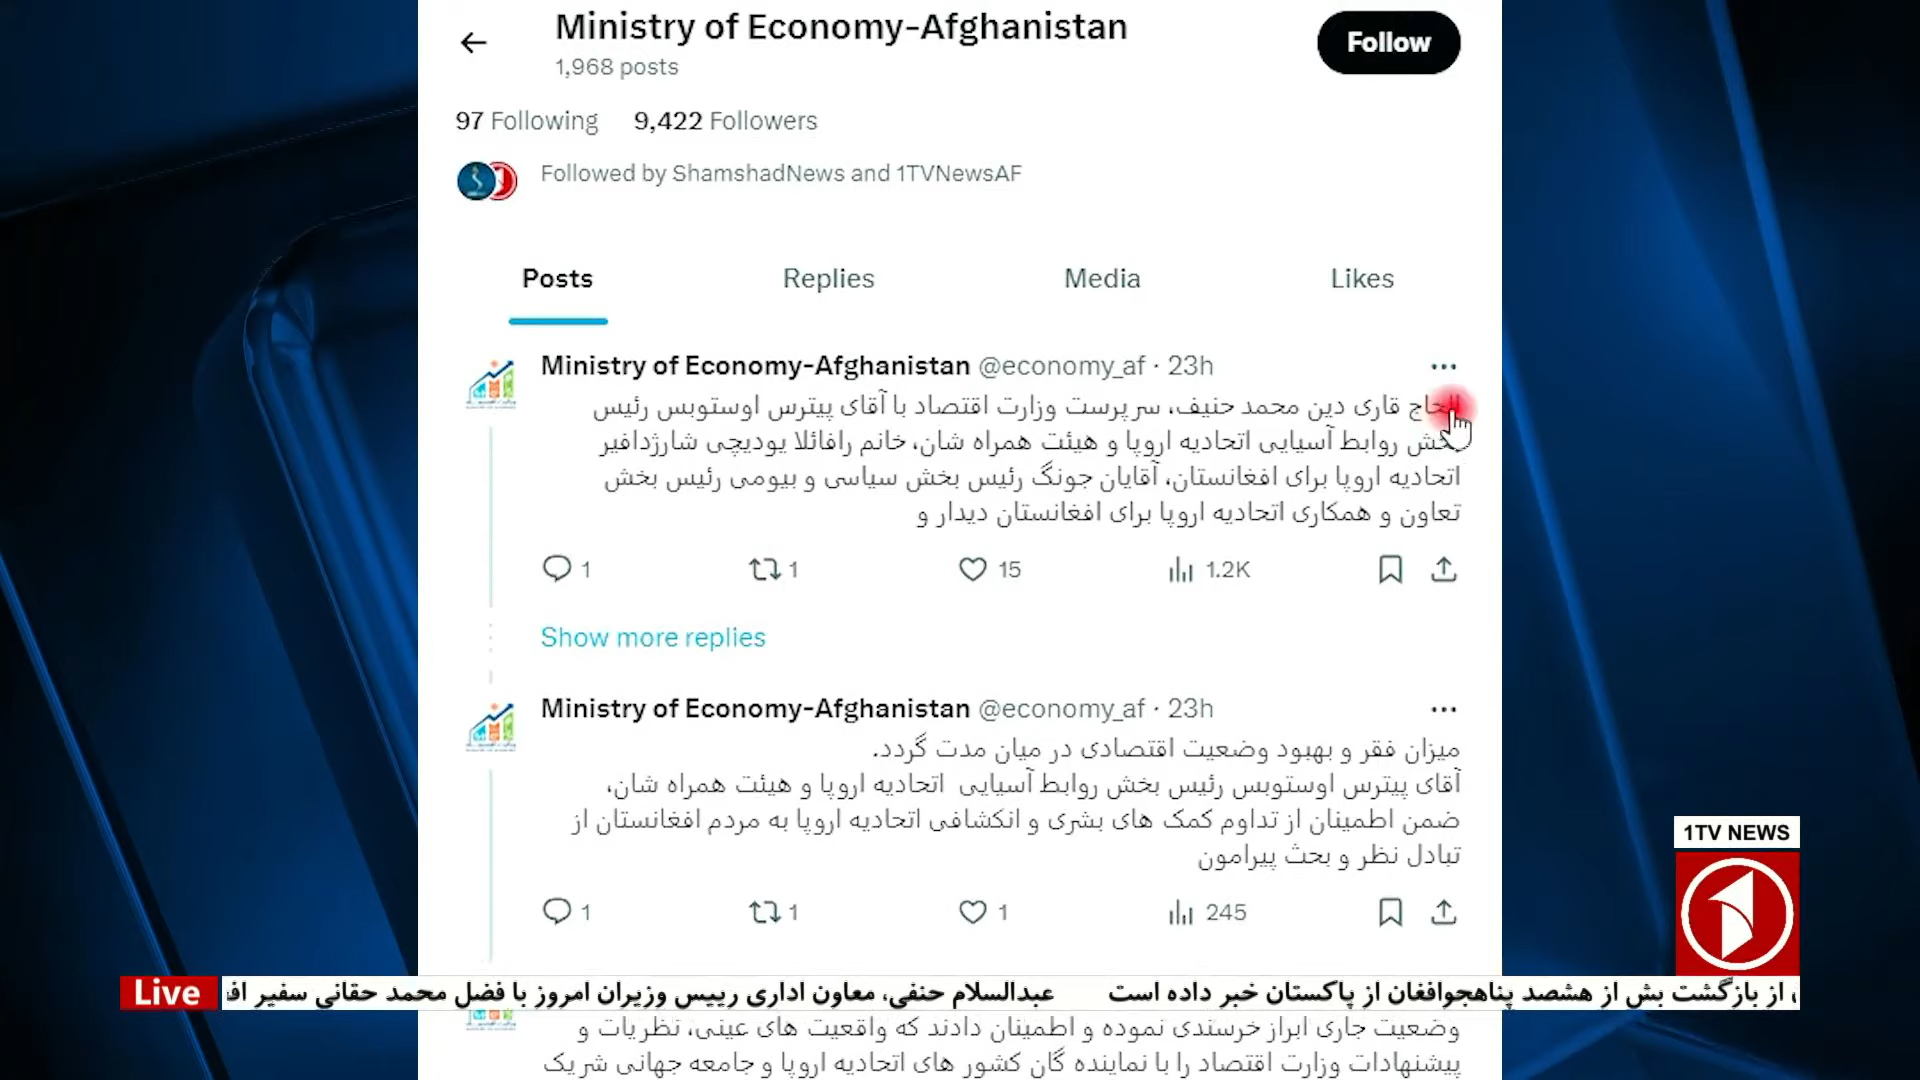 Ministry of Economy-Afghanistan
Follow
1,968 posts
97 Following 9,422 Followers
Followed by ShamshadNews and 1TVNewsAF
Posts Replies Media Likes
Ministry of Economy-Afghanistan @economy_af · 23h
الحاج قاری دین محمد حنیف، سرپرست وزارت اقتصاد با آقای پیترس اوستوبس رئیس
بخش روابط آسیایی اتحادیه اروپا و هیئت همراه شان، خانم رافائلا یودیچی شارژدافیر
اتحادیه اروپا برای افغانستان، آقایان جونگ رئیس بخش سیاسی و بیومی رئیس بخش
تعاون و همکاری اتحادیه اروپا برای افغانستان دیدار و
1 1 15 1.2K
Show more replies
Ministry of Economy-Afghanistan @economy_af · 23h
میزان فقر و بهبود وضعیت اقتصادی در میان مدت گردد.
آقای پیترس اوستوبس رئیس بخش روابط آسیایی اتحادیه اروپا و هیئت همراه شان،
ضمن اطمینان از تداوم کمک های بشری و انکشافی اتحادیه اروپا به مردم افغانستان از
تبادل نظر و بحث پیرامون
1 1 1 245
1TV NEWS
Live
از بازگشت بش از هشصد پناهجوافغان از پاکستان خبر داده است عبدالسلام حنفی، معاون اداری رییس وزیران امروز با فضل محمد حقانی سفیر
وضعیت جاری ابراز خرسندی نموده و اطمینان دادند که واقعیت های عینی، نظریات و
پیشنهادات وزارت اقتصاد را با نماینده گان کشور های اتحادیه اروپا و جامعه جهانی شریک